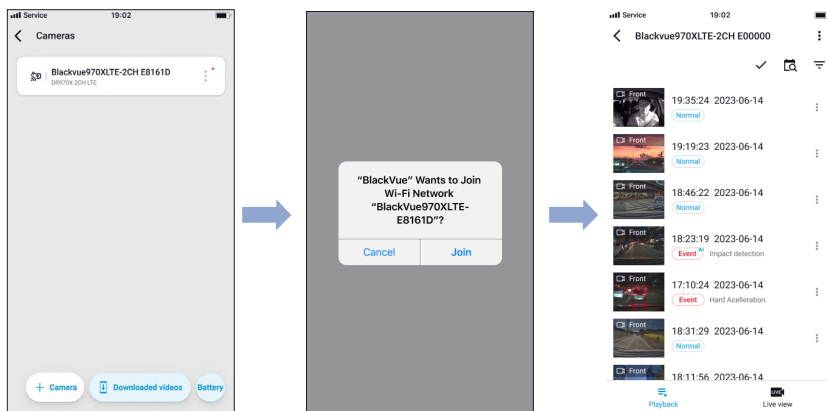 Service 19:02
Cameras
Blackvue970XLTE-2CH E8161D
DR970X 2CH LTE
+ Camera
Downloaded videos
Battery
"BlackVue" Wants to Join
Wi-Fi Network
"BlackVue970XLTE-
E8161D"?
Cancel Join
Service 19:02
Blackvue970XLTE-2CH E00000
Front
19:35:24 2023-06-14
Normal
Front
19:19:23 2023-06-14
Normal
Front
18:46:22 2023-06-14
Normal
Front
18:23:19 2023-06-14
Event AI Impact detection
Front
17:10:24 2023-06-14
Event Hard Acelleration
Front
18:31:29 2023-06-14
Normal
Front
18:11:56 2023-06-14
LIVE
Playback Live view